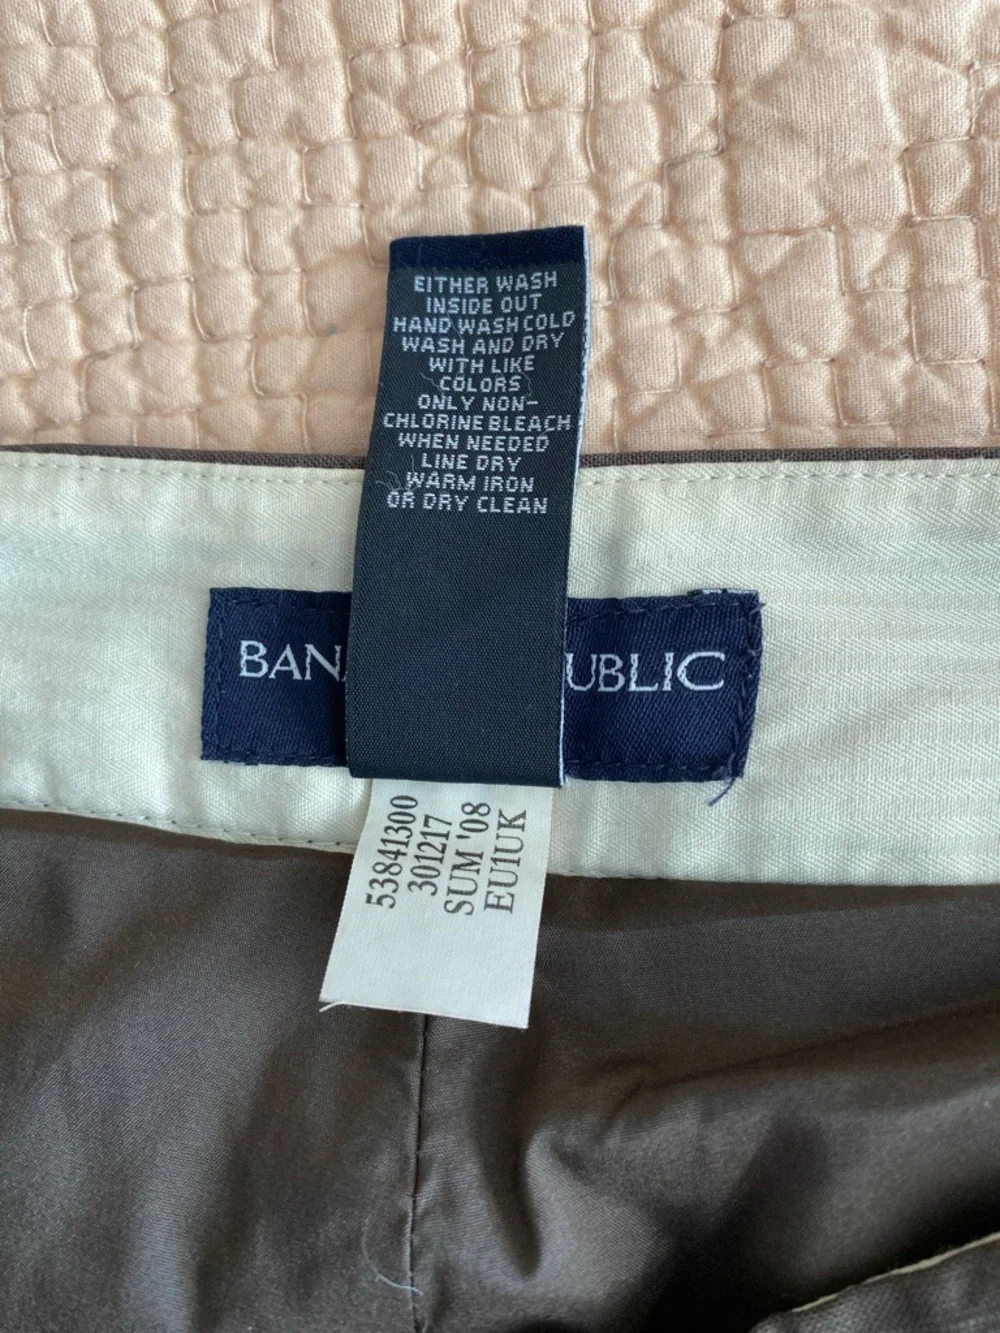 EITHER WASH
INSIDE OUT
HAND WASH COLD
WASH AND DRY
WITH LIKE
COLORS
ONLY NON-
CHLORINE BLEACH
WHEN NEEDED
LINE DRY
WARM IRON
OR DRY CLEAN
BAN UBLIC
53841300
301217
SUM '08
EU1UK